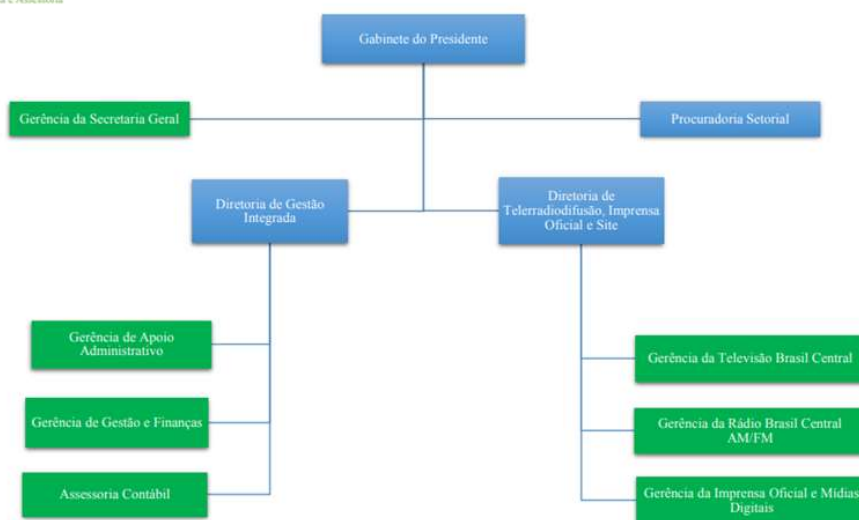 Gabinete do Presidente
Gerência da Secretaria Geral
Procuradoria Setorial
Diretoria de Gestão
Integrada
Diretoria de
Telerradiodifusão, Imprensa
Oficial e Site
Gerência de Apoio
Administrativo
Gerência de Gestão e Finanças
Assessoria Contábil
Gerência da Televisão Brasil Central
Gerência da Rádio Brasil Central
AM/FM
Gerência da Imprensa Oficial e Mídias
Digitais